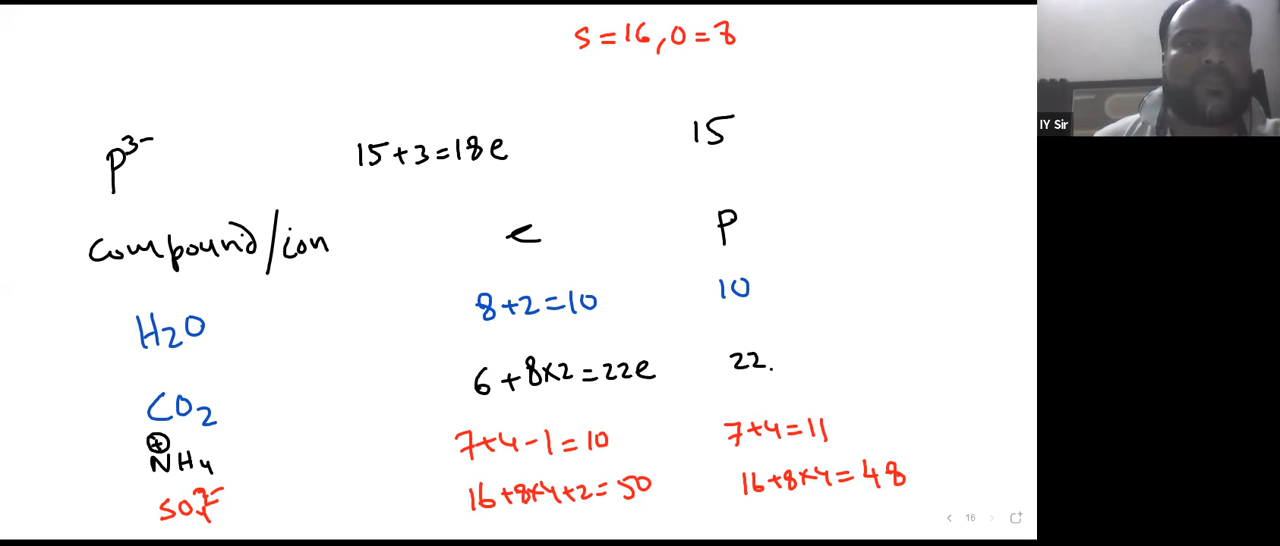 S = 16, O = 8
P³⁻ 15 + 3 = 18e 15
Compound/ion e P
H₂O 8 + 2 = 10 10
CO₂ 6 + 8×2 = 22e 22.
NH₄⊕ 7+4-1 = 10 7+4 = 11
SO₄²⁻ 16+8×4+2 = 50 16+8×4 = 48
IY Sir
< 16 >